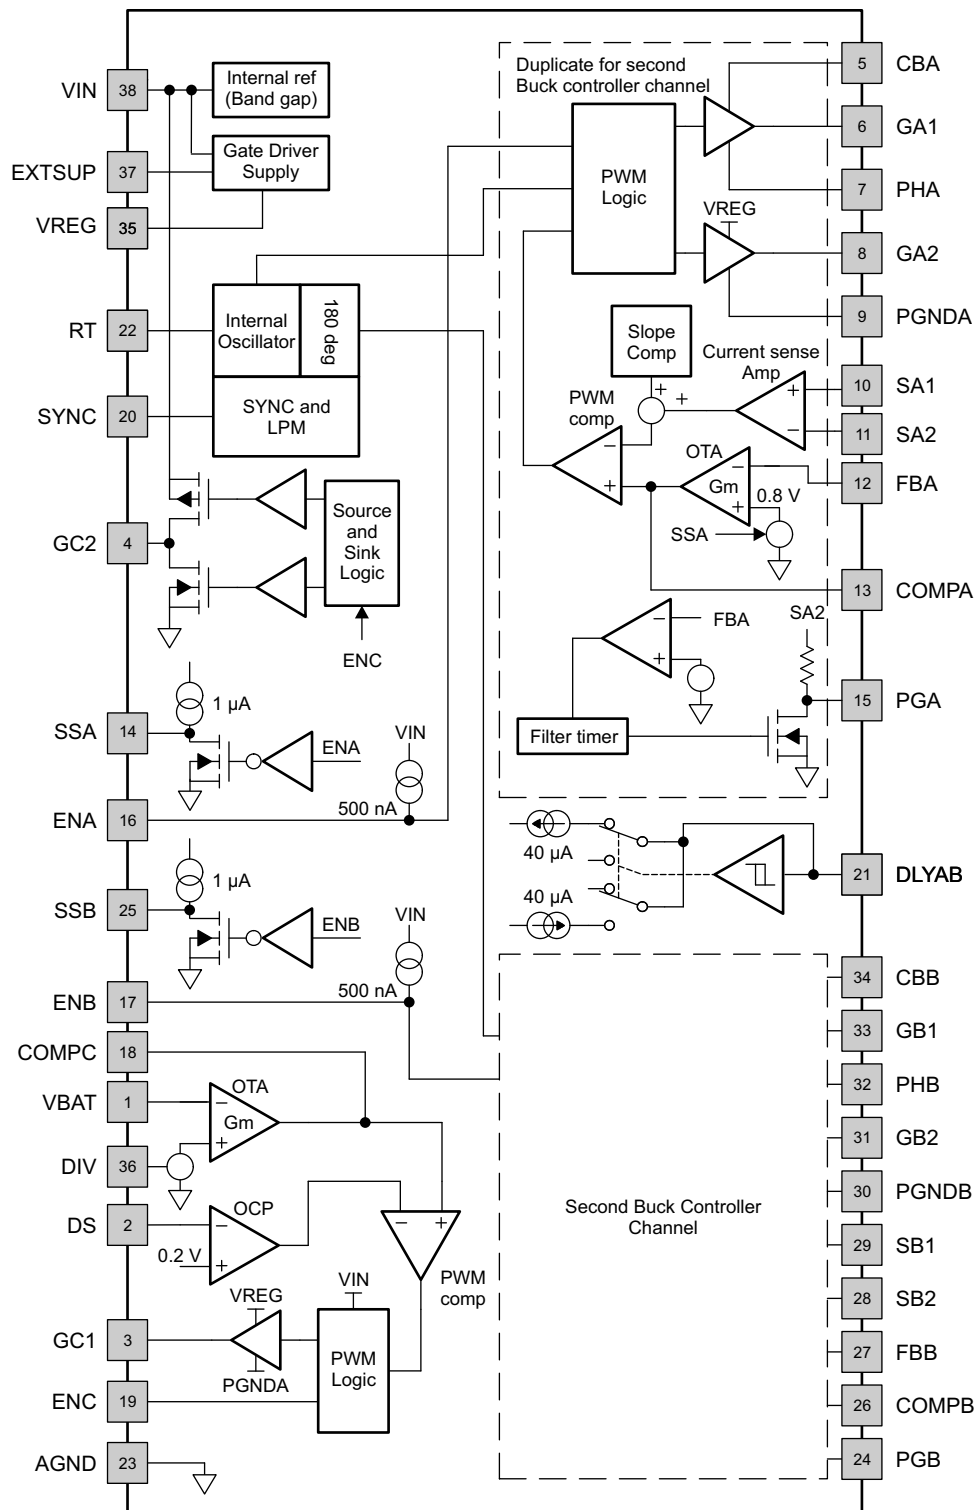 VIN
38
Internal ref
(Band gap)
EXTSUP
37
Gate Driver
Supply
VREG
35
RT
22
Internal
Oscillator
180 deg
SYNC
20
SYNC and
LPM
GC2
4
Source
and
Sink
Logic
ENC
1 µA
SSA
14
ENA
VIN
500 nA
ENA
16
1 µA
SSB
25
ENB
VIN
500 nA
ENB
17
COMPC
18
VBAT
1
OTA
−
Gm
+
DIV
36
DS
2
OCP
−
0.2 V
+
− +
PWM
comp
VIN
VREG
GC1
3
PGNDA
PWM
Logic
ENC
19
AGND
23
Duplicate for second
Buck controller channel
PWM
Logic
5
CBA
6
GA1
7
PHA
VREG
8
GA2
9
PGNDA
Slope
Comp
Current sense
Amp
+
+
+
−
10
SA1
11
SA2
PWM
comp
−
+
OTA
−
Gm
+
0.8 V
SSA
12
FBA
13
COMPA
−
FBA
+
SA2
15
PGA
Filter timer
40 µA
40 µA
21
DLYAB
Second Buck Controller
Channel
34
CBB
33
GB1
32
PHB
31
GB2
30
PGNDB
29
SB1
28
SB2
27
FBB
26
COMPB
24
PGB